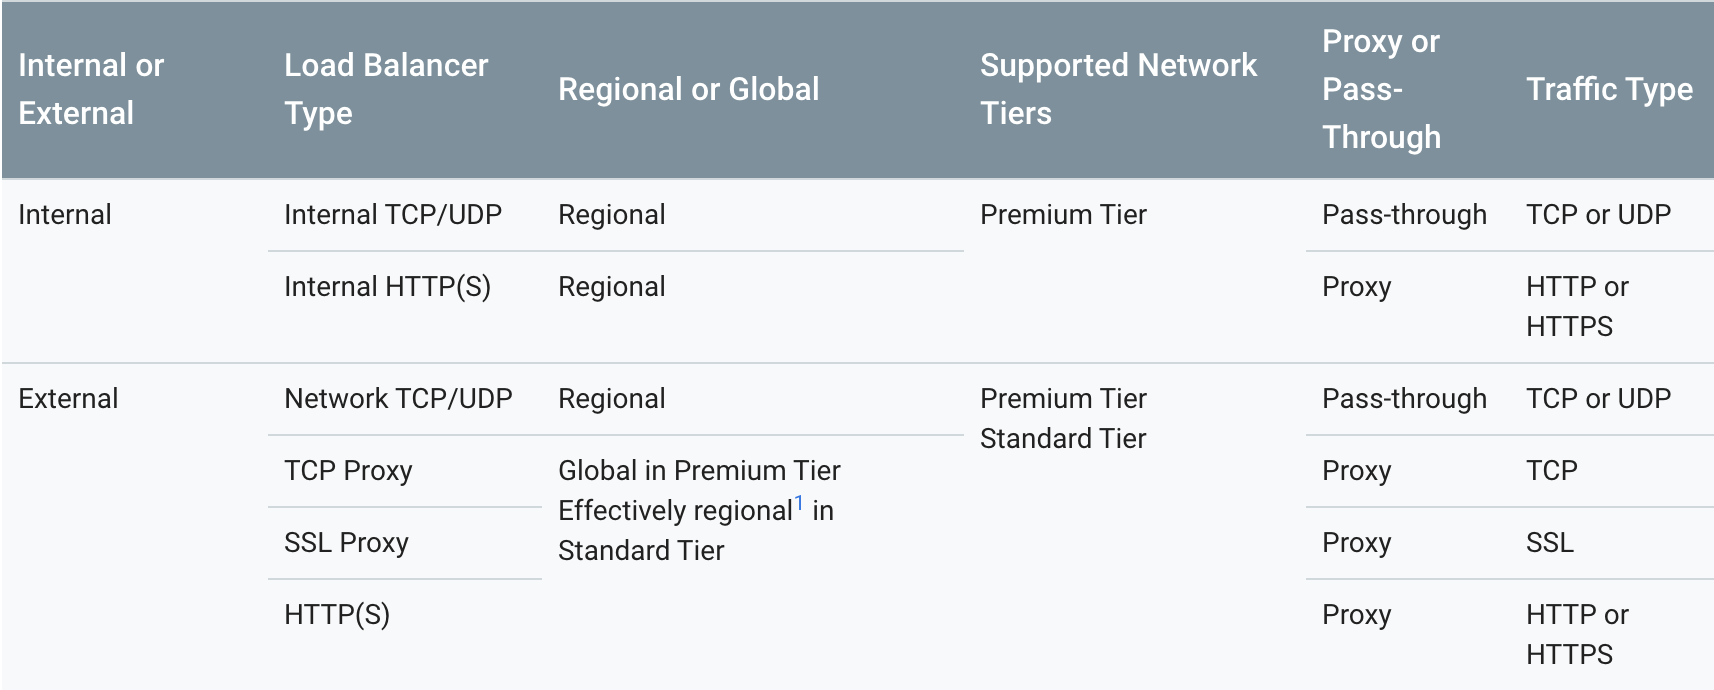 Internal or
External
Load Balancer
Type
Regional or Global
Supported Network
Tiers
Proxy or
Pass-
Through
Traffic Type
Internal
Internal TCP/UDP
Regional
Premium Tier
Pass-through
TCP or UDP
Internal HTTP(S)
Regional
Proxy
HTTP or
HTTPS
External
Network TCP/UDP
Regional
Premium Tier
Standard Tier
Pass-through
TCP or UDP
TCP Proxy
Global in Premium Tier
Effectively regional1 in
Standard Tier
Proxy
TCP
SSL Proxy
Proxy
SSL
HTTP(S)
Proxy
HTTP or
HTTPS